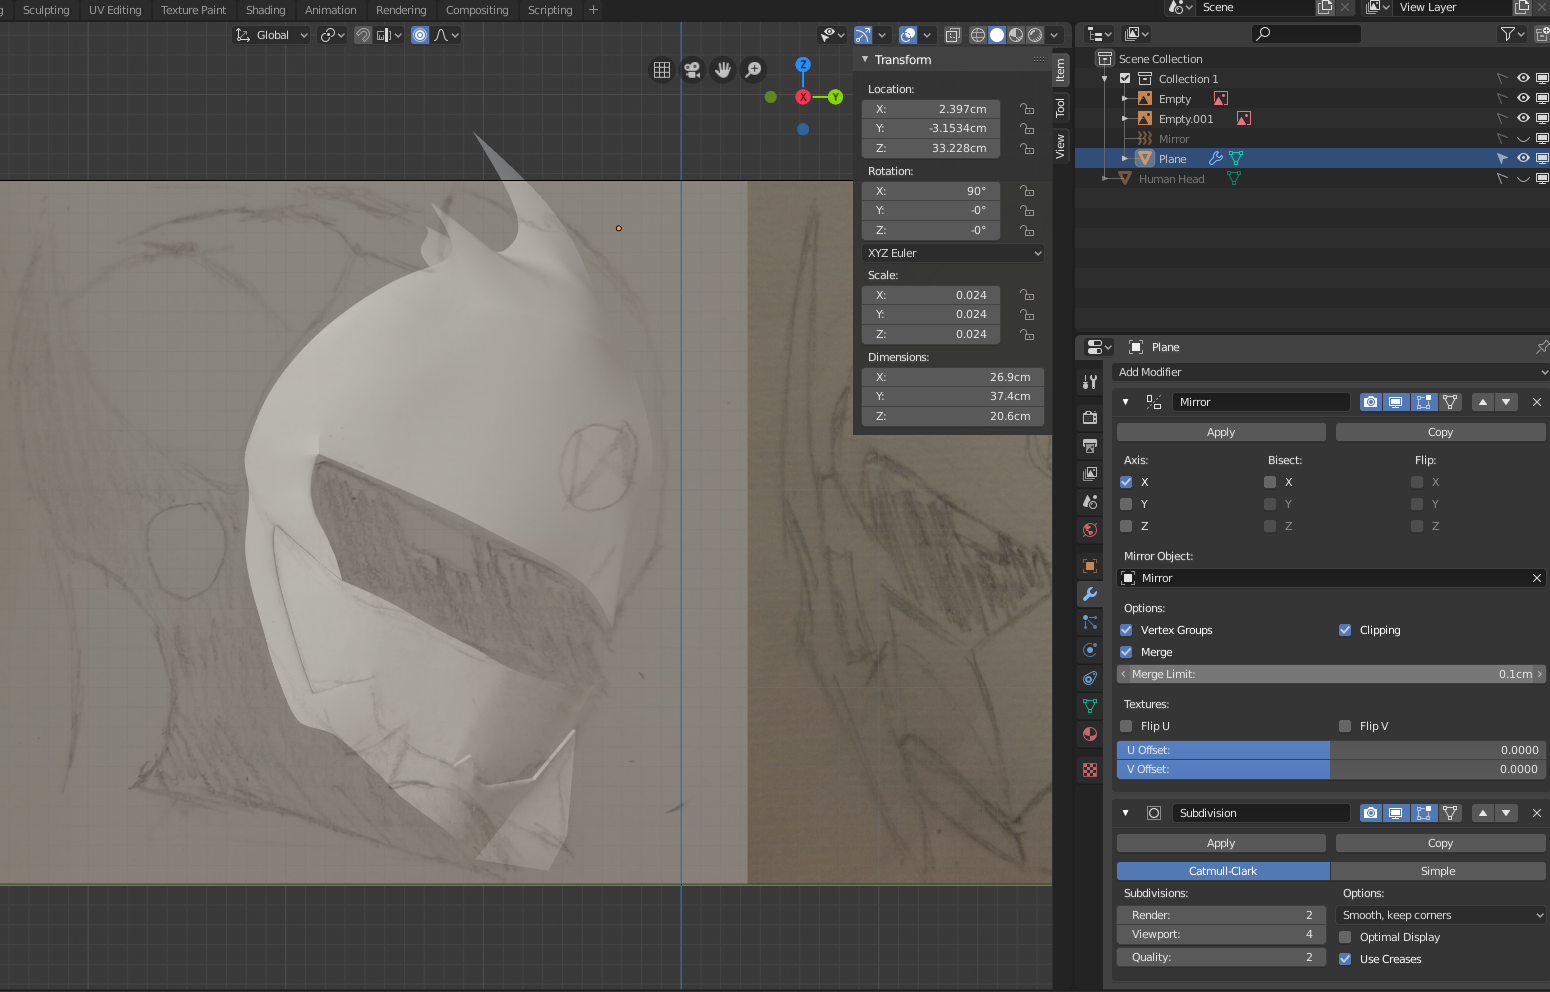 Sculpting UV Editing Texture Paint Shading Animation Rendering Compositing Scripting +
Scene View Layer
Global
Z
X Y
Transform
Location:
X: 2.397cm
Y: -3.1534cm
Z: 33.228cm
Rotation:
X: 90°
Y: -0°
Z: -0°
XYZ Euler
Scale:
X: 0.024
Y: 0.024
Z: 0.024
Dimensions:
X: 26.9cm
Y: 37.4cm
Z: 20.6cm
Item
Tool
View
Scene Collection
Collection 1
Empty
Empty.001
Mirror
Plane
Human Head
Plane
Add Modifier
Mirror
Apply Copy
Axis: Bisect: Flip:
X X X
Y Y Y
Z Z Z
Mirror Object:
Mirror
Options:
Vertex Groups Clipping
Merge
Merge Limit: 0.1cm
Textures:
Flip U Flip V
U Offset: 0.0000
V Offset: 0.0000
Subdivision
Apply Copy
Catmull-Clark Simple
Subdivisions: Options:
Render: 2 Smooth, keep corners
Viewport: 4 Optimal Display
Quality: 2 Use Creases